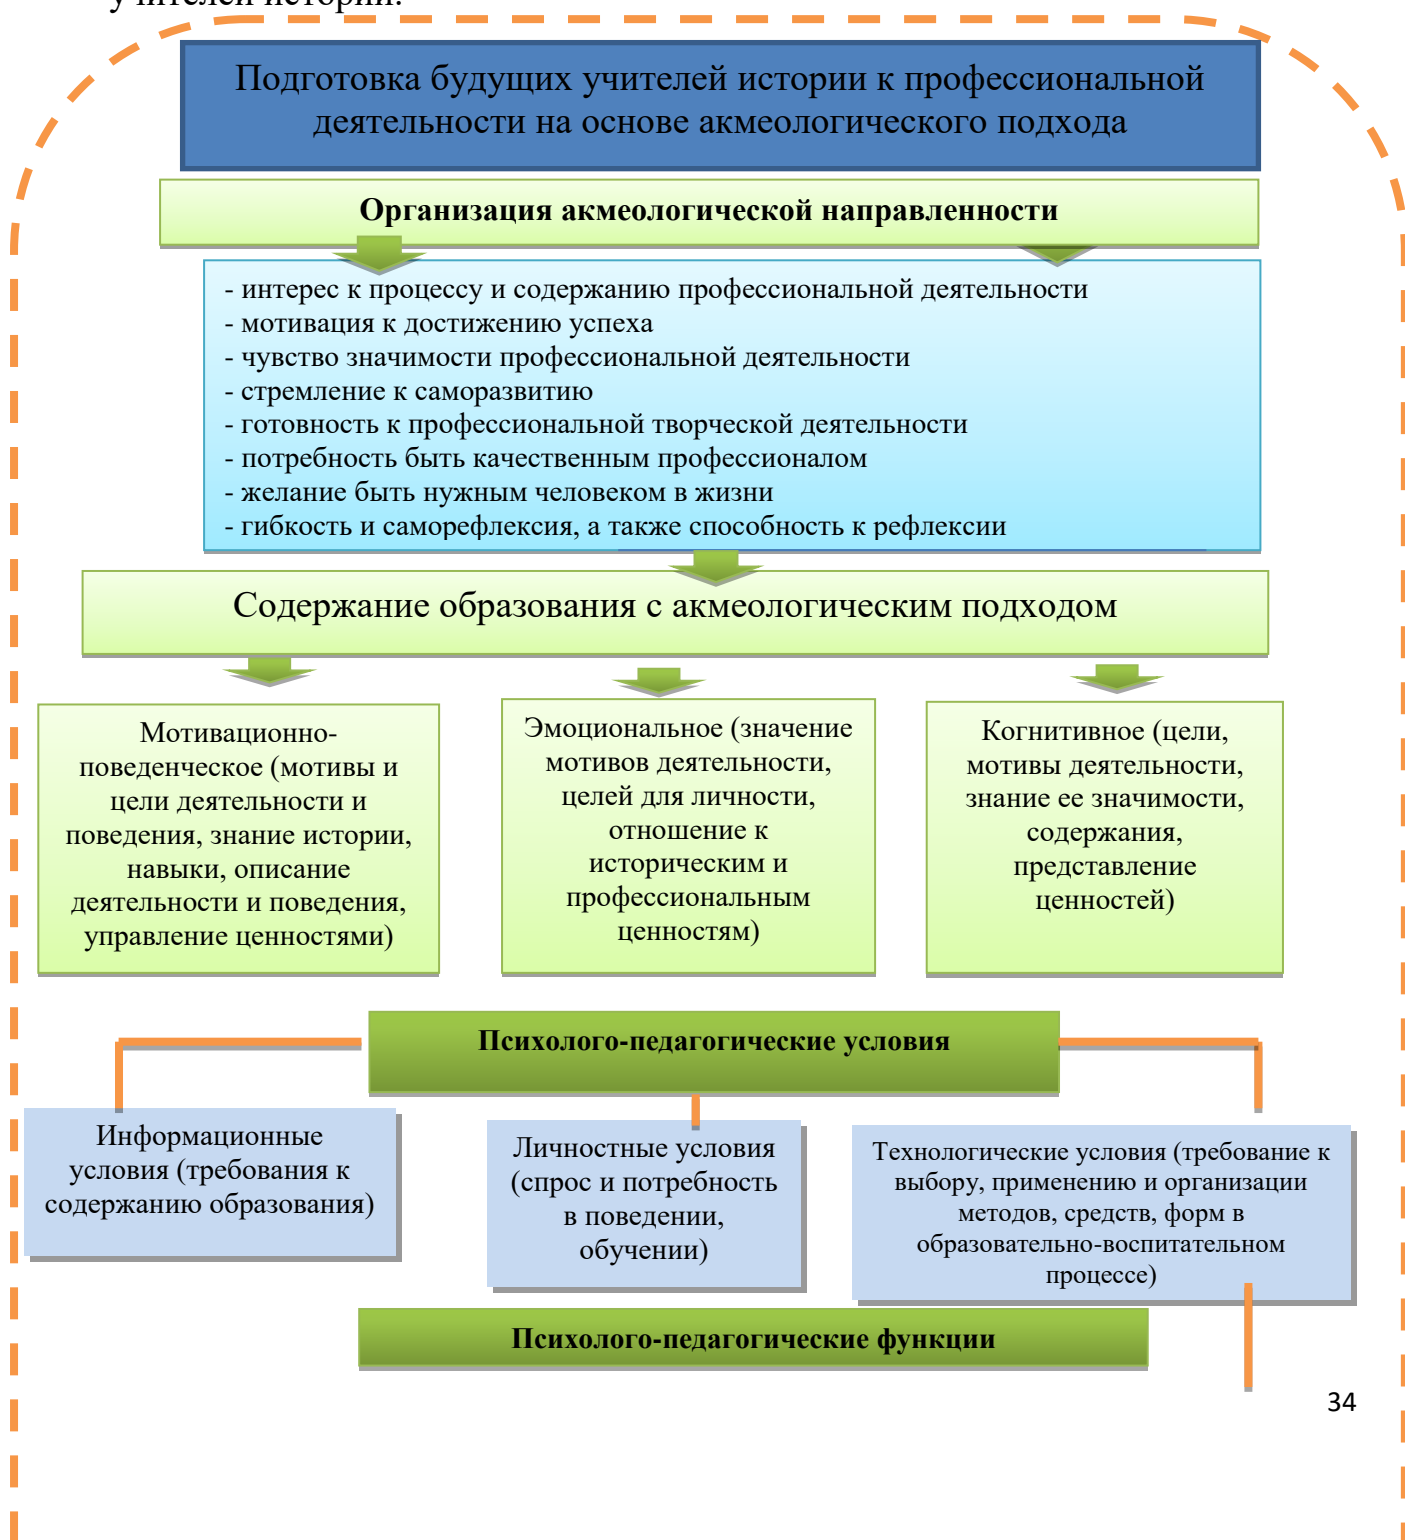 учителей истории.
Подготовка будущих учителей истории к профессиональной
деятельности на основе акмеологического подхода
Организация акмеологической направленности
- интерес к процессу и содержанию профессиональной деятельности
- мотивация к достижению успеха
- чувство значимости профессиональной деятельности
- стремление к саморазвитию
- готовность к профессиональной творческой деятельности
- потребность быть качественным профессионалом
- желание быть нужным человеком в жизни
- гибкость и саморефлексия, а также способность к рефлексии
Содержание образования с акмеологическим подходом
Мотивационно-
поведенческое (мотивы и
цели деятельности и
поведения, знание истории,
навыки, описание
деятельности и поведения,
управление ценностями)
Эмоциональное (значение
мотивов деятельности,
целей для личности,
отношение к
историческим и
профессиональным
ценностям)
Когнитивное (цели,
мотивы деятельности,
знание ее значимости,
содержания,
представление
ценностей)
Психолого-педагогические условия
Информационные
условия (требования к
содержанию образования)
Личностные условия
(спрос и потребность
в поведении,
обучении)
Технологические условия (требование к
выбору, применению и организации
методов, средств, форм в
образовательно-воспитательном
процессе)
Психолого-педагогические функции
34